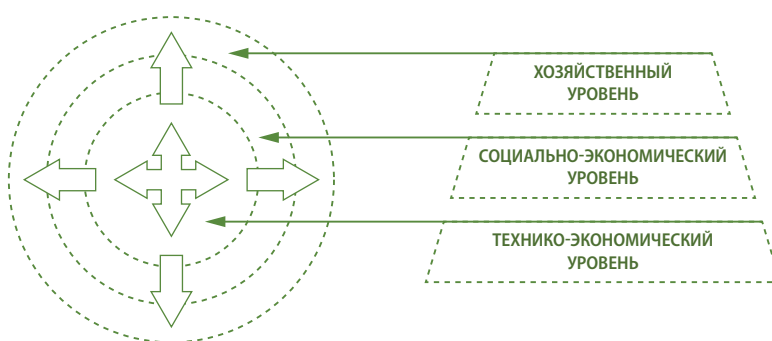 ХОЗЯЙСТВЕННЫЙ
УРОВЕНЬ
СОЦИАЛЬНО-ЭКОНОМИЧЕСКИЙ
УРОВЕНЬ
ТЕХНИКО-ЭКОНОМИЧЕСКИЙ
УРОВЕНЬ